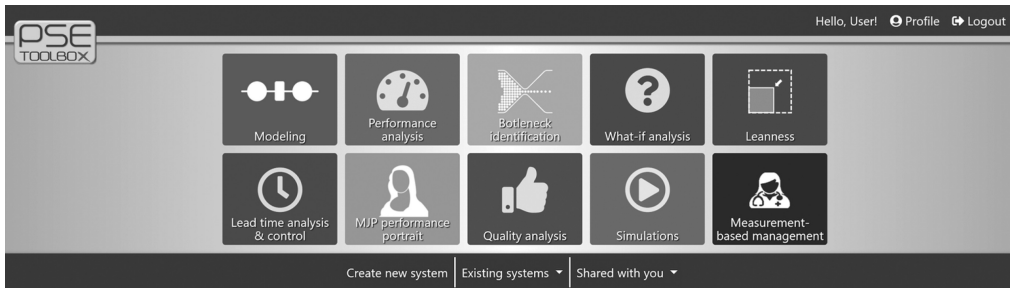 Hello, User! Profile Logout
PSE
TOOLBOX
Modeling
Performance
analysis
Botleneck
identification
What-if analysis
Leanness
Lead time analysis
& control
MJP performance
portrait
Quality analysis
Simulations
Measurement-
based management
Create new system Existing systems Shared with you